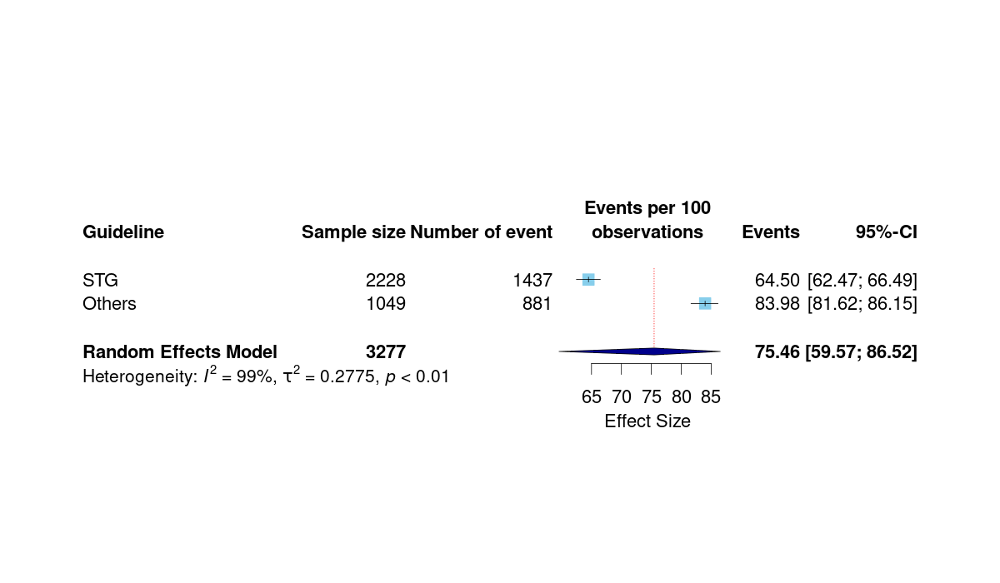 Events per 100
Guideline Sample size Number of event observations Events 95%-CI
STG 2228 1437 64.50 [62.47; 66.49]
Others 1049 881 83.98 [81.62; 86.15]
Random Effects Model 3277 75.46 [59.57; 86.52]
Heterogeneity: I² = 99%, τ² = 0.2775, p < 0.01
65 70 75 80 85
Effect Size